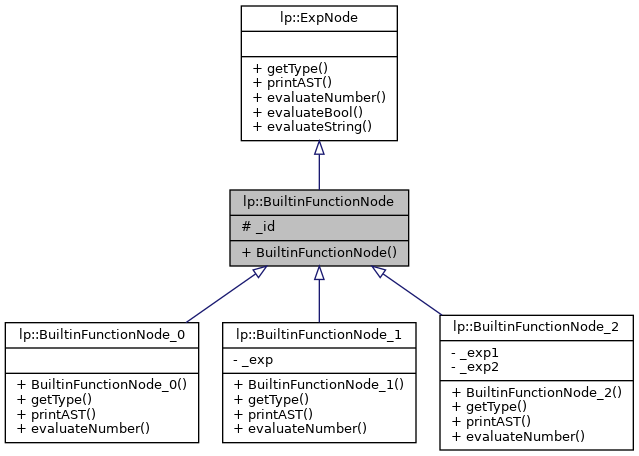 lp::ExpNode
+ getType()
+ printAST()
+ evaluateNumber()
+ evaluateBool()
+ evaluateString()
lp::BuiltinFunctionNode
# _id
+ BuiltinFunctionNode()
lp::BuiltinFunctionNode_0
+ BuiltinFunctionNode_0()
+ getType()
+ printAST()
+ evaluateNumber()
lp::BuiltinFunctionNode_1
- _exp
+ BuiltinFunctionNode_1()
+ getType()
+ printAST()
+ evaluateNumber()
lp::BuiltinFunctionNode_2
- _exp1
- _exp2
+ BuiltinFunctionNode_2()
+ getType()
+ printAST()
+ evaluateNumber()